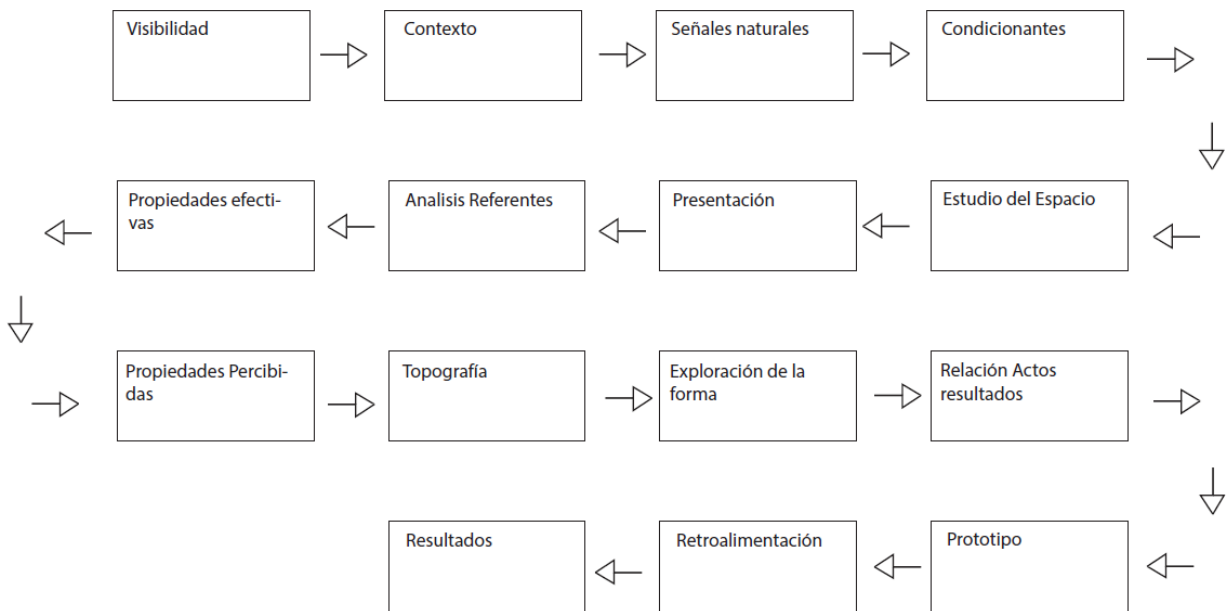 Visibilidad
Contexto
Señales naturales
Condicionantes
Estudio del Espacio
Presentación
Analisis Referentes
Propiedades efecti-
vas
Propiedades Percibi-
das
Topografía
Exploración de la
forma
Relación Actos
resultados
Prototipo
Retroalimentación
Resultados